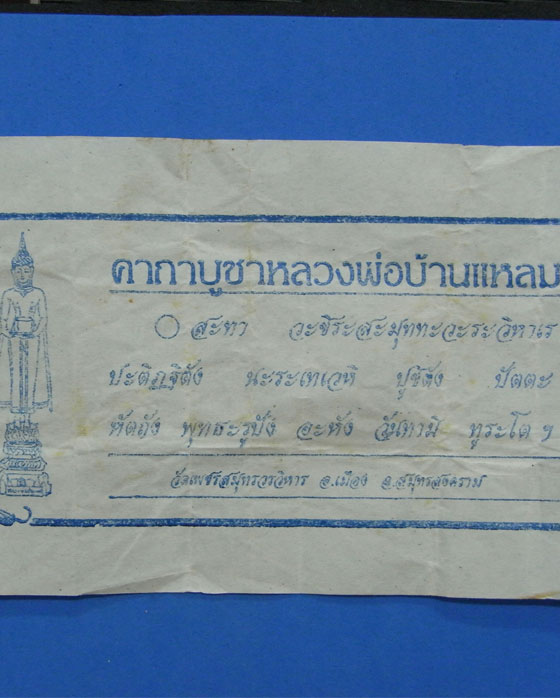 คาถาบูชาหลวงพ่อบ้านแหลม
สะทา วะชิระสะมุททะวะระวิหาเร
ปะติฏฐิตัง นะระเทเวหิ ปูชิตัง ปัตตะ
หัตถัง พุทธะรูปัง อะหัง วันทามิ ทูระโต ฯ
วัดเพชรสมุทรวรวิหาร อ.เมือง จ.สมุทรสงคราม